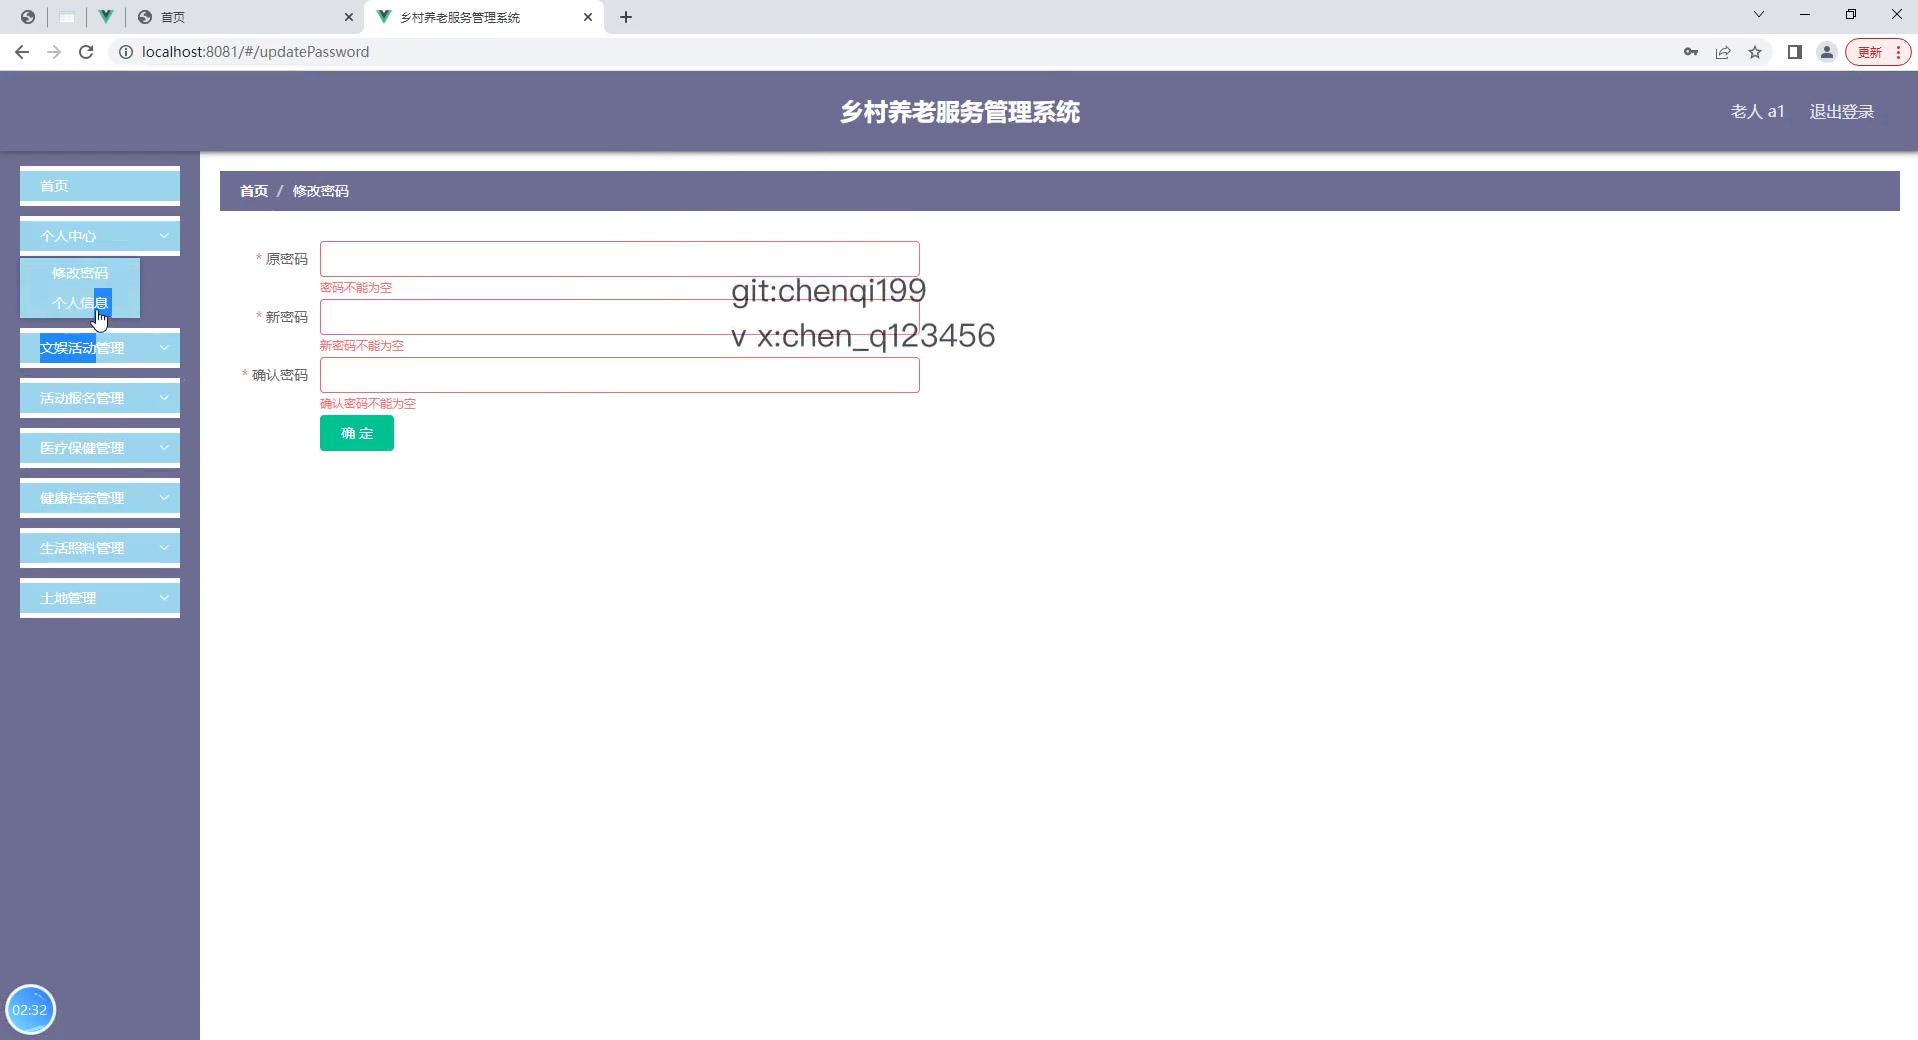 首页
乡村养老服务管理系统
localhost:8081/#/updatePassword
更新
乡村养老服务管理系统
老人 a1
退出登录
首页
个人中心
修改密码
个人信息
文娱活动管理
活动报名管理
医疗保健管理
健康档案管理
生活照料管理
土地管理
首页 / 修改密码
* 原密码
密码不能为空
* 新密码
新密码不能为空
* 确认密码
确认密码不能为空
确 定
git:chenqi199
v x:chen_q123456
02:32